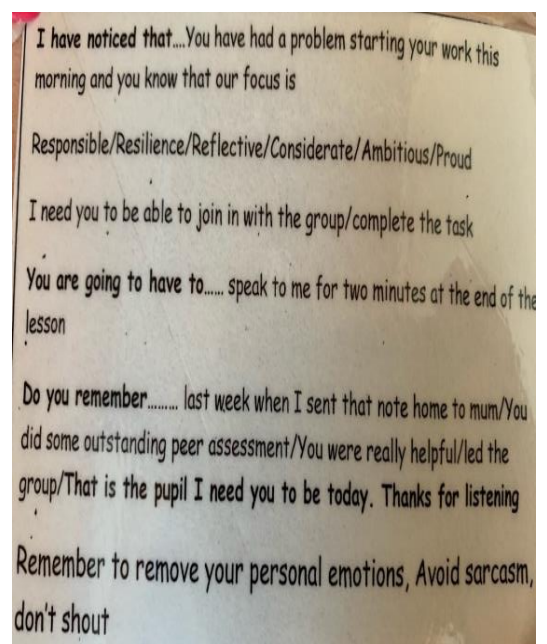 I have noticed that....You have had a problem starting your work this
morning and you know that our focus is
Responsible/Resilience/Reflective/Considerate/Ambitious/Proud
I need you to be able to join in with the group/complete the task
You are going to have to...... speak to me for two minutes at the end of the
lesson
Do you remember......... last week when I sent that note home to mum/You
did some outstanding peer assessment/You were really helpful/led the
group/That is the pupil I need you to be today. Thanks for listening
Remember to remove your personal emotions, Avoid sarcasm,
don't shout